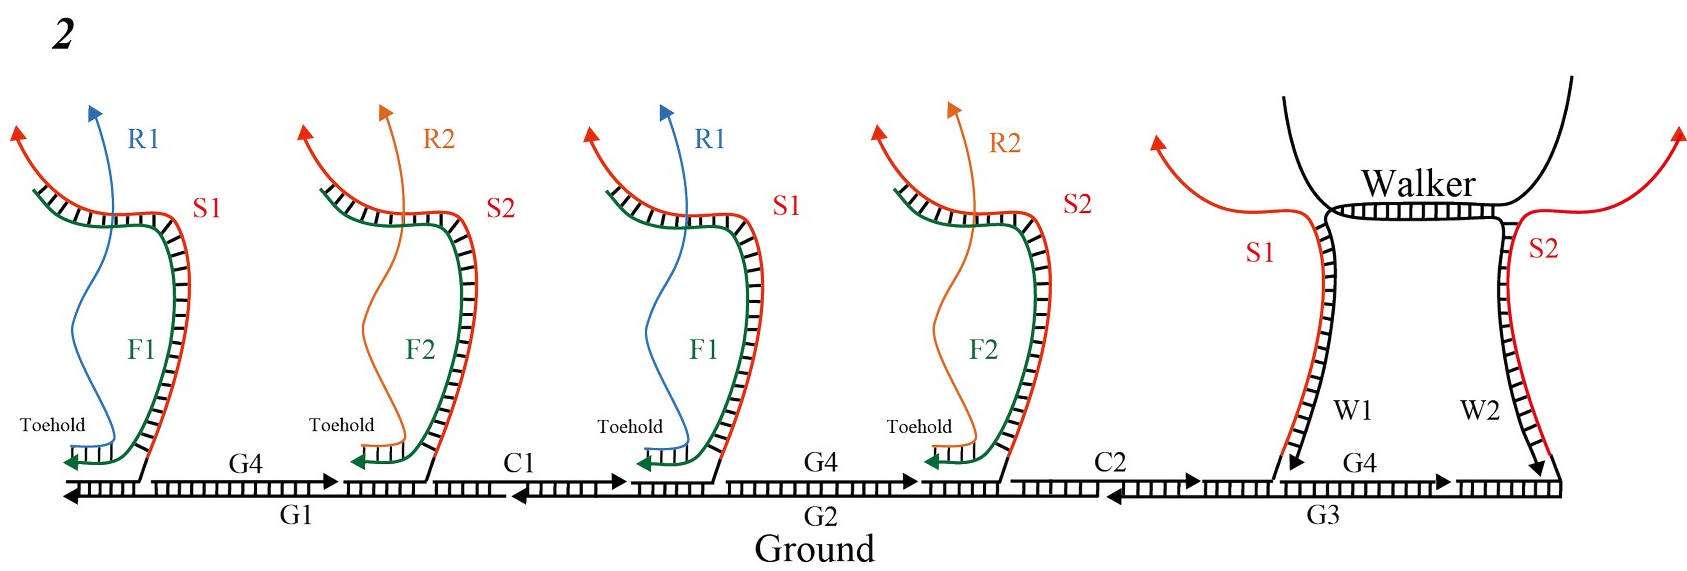 2
R1
R2
R1
R2
Walker
S1
S2
S1
S2
S1
S2
F1
F2
F1
F2
Toehold
Toehold
Toehold
Toehold
W1
W2
G4
C1
G4
C2
G4
G1
G2
G3
Ground